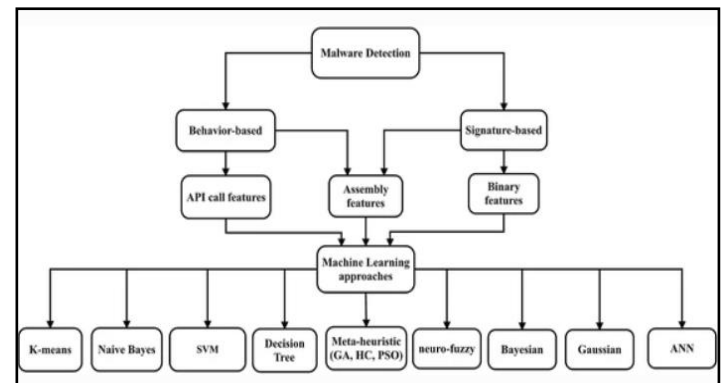 Malware Detection
Behavior-based
Signature-based
API call features
Assembly
features
Binary
features
Machine Learning
approaches
K-means
Naive Bayes
SVM
Decision
Tree
Meta-heuristic
(GA, HC, PSO)
neuro-fuzzy
Bayesian
Gaussian
ANN